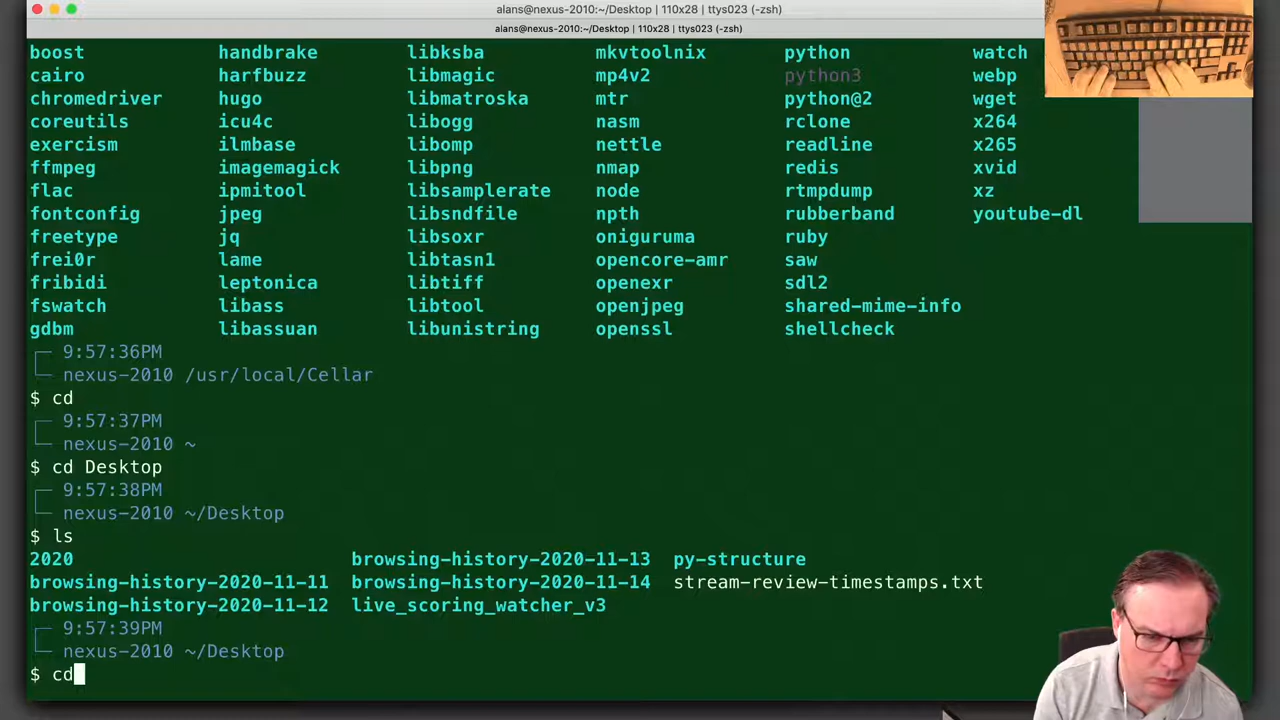 alans@nexus-2010:~/Desktop | 110x28 | ttys023 (-zsh)
alans@nexus-2010:~/Desktop | 110x28 | ttys023 (-zsh)
boost handbrake libksba mkvtoolnix python watch
cairo harfbuzz libmagic mp4v2 python3 webp
chromedriver hugo libmatroska mtr python@2 wget
coreutils icu4c libogg nasm rclone x264
exercism ilmbase libomp nettle readline x265
ffmpeg imagemagick libpng nmap redis xvid
flac ipmitool libsamplerate node rtmpdump xz
fontconfig jpeg libsndfile npth rubberband youtube-dl
freetype jq libsoxr oniguruma ruby
frei0r lame libtasn1 opencore-amr saw
fribidi leptonica libtiff openexr sdl2
fswatch libass libtool openjpeg shared-mime-info
gdbm libassuan libunistring openssl shellcheck
9:57:36PM
nexus-2010 /usr/local/Cellar
$ cd
9:57:37PM
nexus-2010 ~
$ cd Desktop
9:57:38PM
nexus-2010 ~/Desktop
$ ls
2020 browsing-history-2020-11-13 py-structure
browsing-history-2020-11-11 browsing-history-2020-11-14 stream-review-timestamps.txt
browsing-history-2020-11-12 live_scoring_watcher_v3
9:57:39PM
nexus-2010 ~/Desktop
$ cd